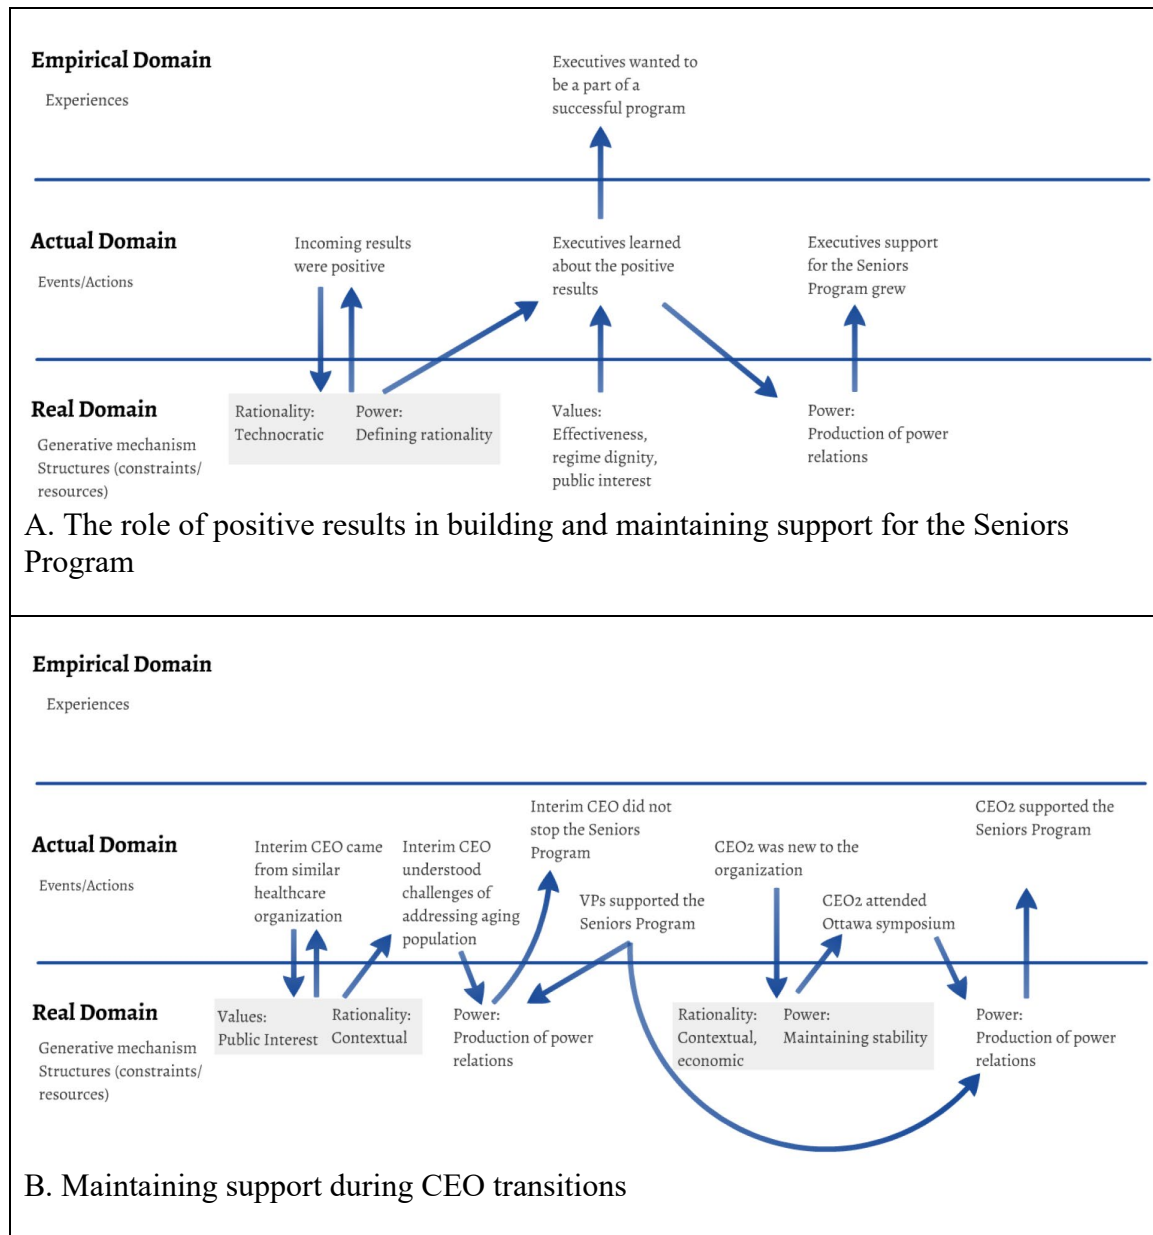 Empirical Domain
Experiences
Executives wanted to
be a part of a
successful program
Actual Domain
Events/Actions
Incoming results
were positive
Executives learned
about the positive
results
Executives support
for the Seniors
Program grew
Real Domain
Generative mechanism
Structures (constraints/
resources)
Rationality:
Technocratic
Power:
Defining rationality
Values:
Effectiveness,
regime dignity,
public interest
Power:
Production of power
relations
A. The role of positive results in building and maintaining support for the Seniors
Program
Empirical Domain
Experiences
Actual Domain
Events/Actions
Interim CEO came
from similar
healthcare
organization
Interim CEO
understood
challenges of
addressing aging
population
Interim CEO did not
stop the Seniors
Program
VPs supported the
Seniors Program
CEO2 was new to the
organization
CEO2 attended
Ottawa symposium
CEO2 supported the
Seniors Program
Real Domain
Generative mechanism
Structures (constraints/
resources)
Values:
Public Interest
Rationality:
Contextual
Power:
Production of power
relations
Rationality:
Contextual,
economic
Power:
Maintaining stability
Power:
Production of power
relations
B. Maintaining support during CEO transitions